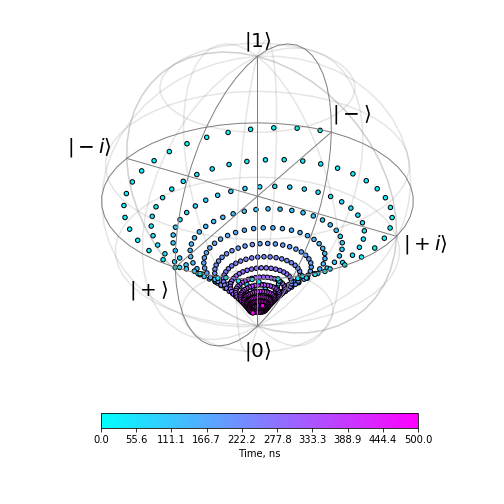 |1⟩
|−⟩
|−i⟩
|+i⟩
|+⟩
|0⟩
0.0 55.6 111.1 166.7 222.2 277.8 333.3 388.9 444.4 500.0
Time, ns